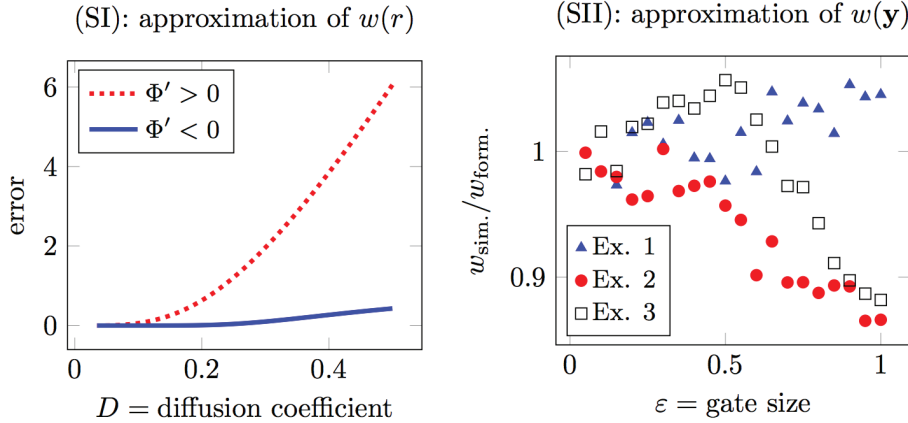 (SI): approximation of w(r)
6
4
2
0
error
Φ′ > 0
Φ′ < 0
0
0.2
0.4
D = diffusion coefficient
(SII): approximation of w(y)
1
0.9
w_sim./w_form.
Ex. 1
Ex. 2
Ex. 3
0
0.5
1
ε = gate size